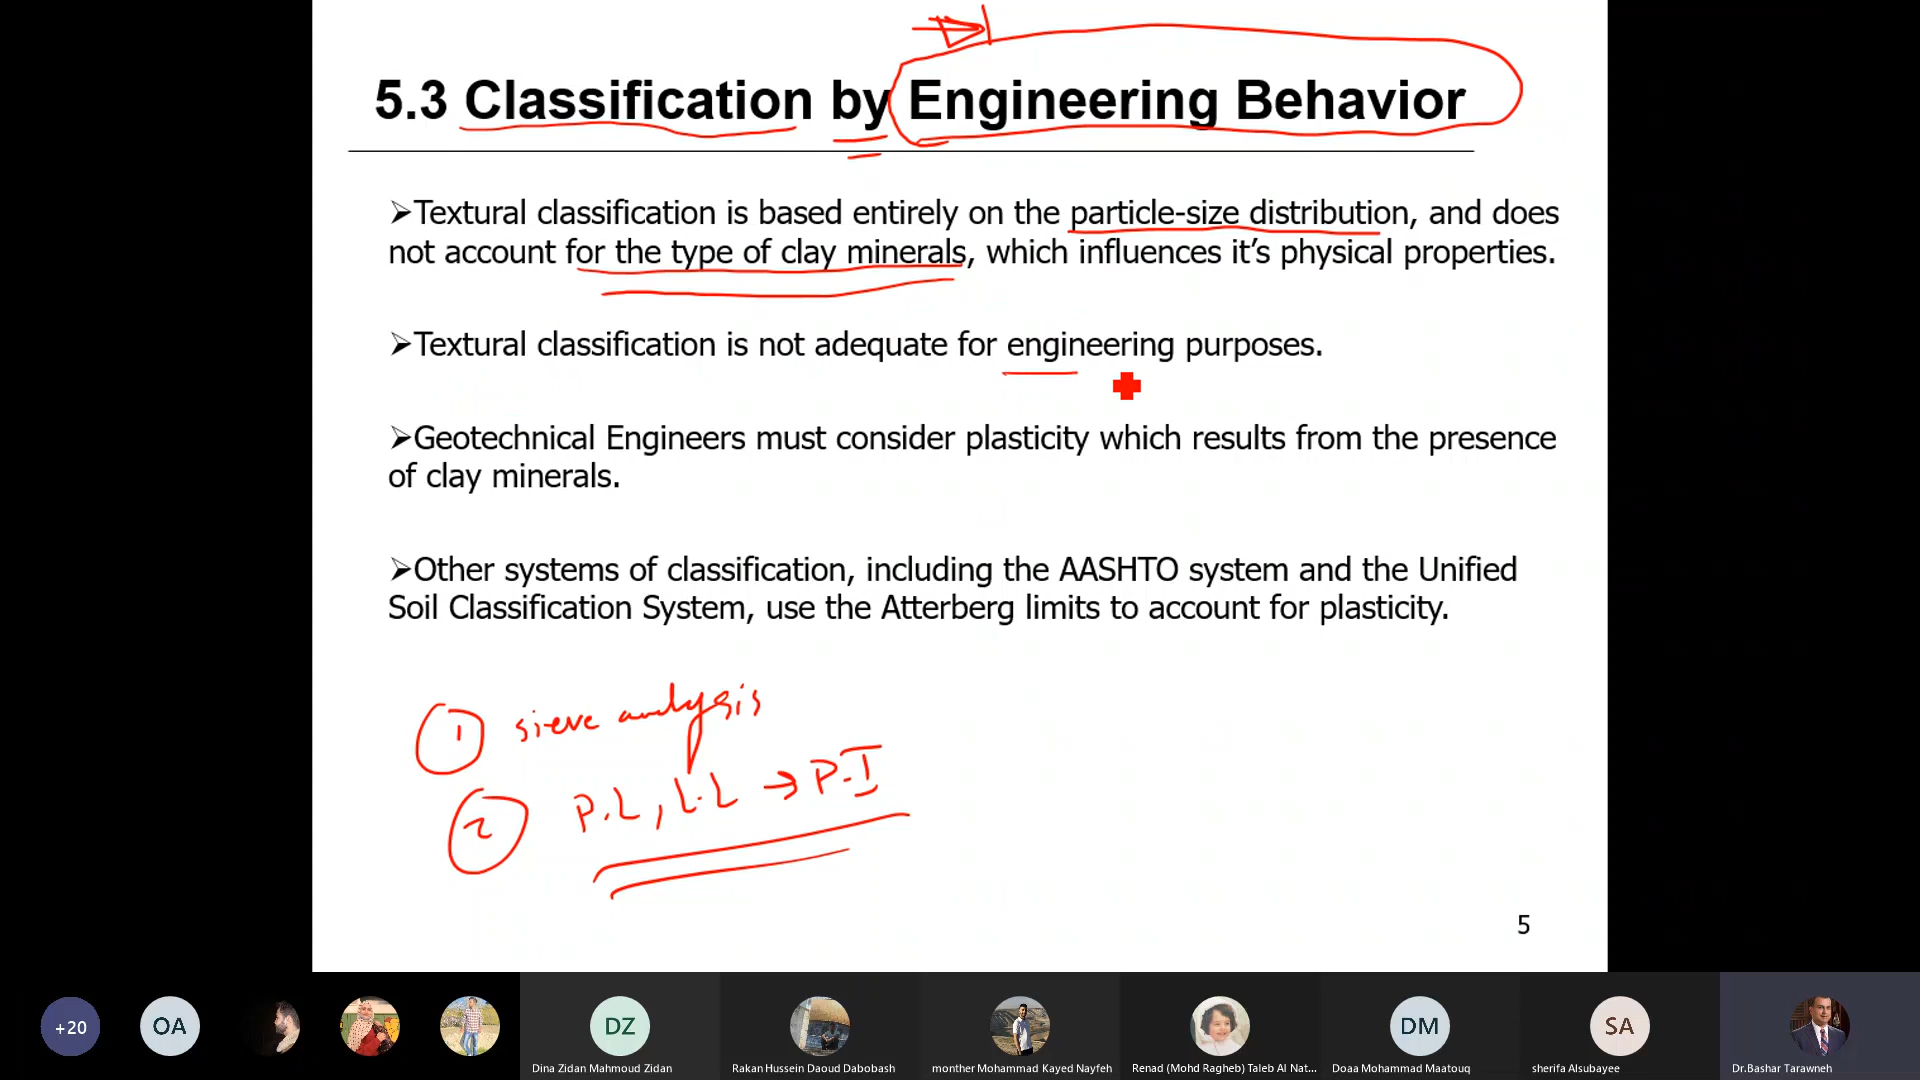 5.3 Classification by Engineering Behavior
➢Textural classification is based entirely on the particle-size distribution, and does
not account for the type of clay minerals, which influences it’s physical properties.
➢Textural classification is not adequate for engineering purposes.
➢Geotechnical Engineers must consider plasticity which results from the presence
of clay minerals.
➢Other systems of classification, including the AASHTO system and the Unified
Soil Classification System, use the Atterberg limits to account for plasticity.
1 sieve analysis
2 P.L, L.L → P.I
5
+20
OA
DZ
DM
SA
Dina Zidan Mahmoud Zidan
Rakan Hussein Daoud Dabobash
monther Mohammad Kayed Nayfeh
Renad (Mohd Ragheb) Taleb Al Nat...
Doaa Mohammad Maatouq
sherifa Alsubayee
Dr.Bashar Tarawneh